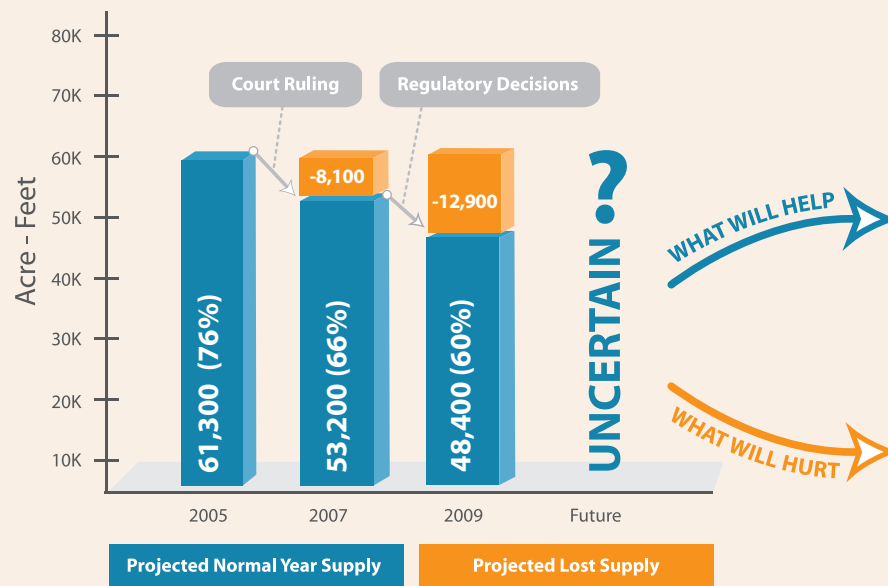 80K
70K
60K
50K
40K
30K
20K
10K
Acre - Feet
Court Ruling
Regulatory Decisions
-8,100
-12,900
61,300 (76%)
53,200 (66%)
48,400 (60%)
UNCERTAIN ?
WHAT WILL HELP
WHAT WILL HURT
2005
2007
2009
Future
Projected Normal Year Supply
Projected Lost Supply